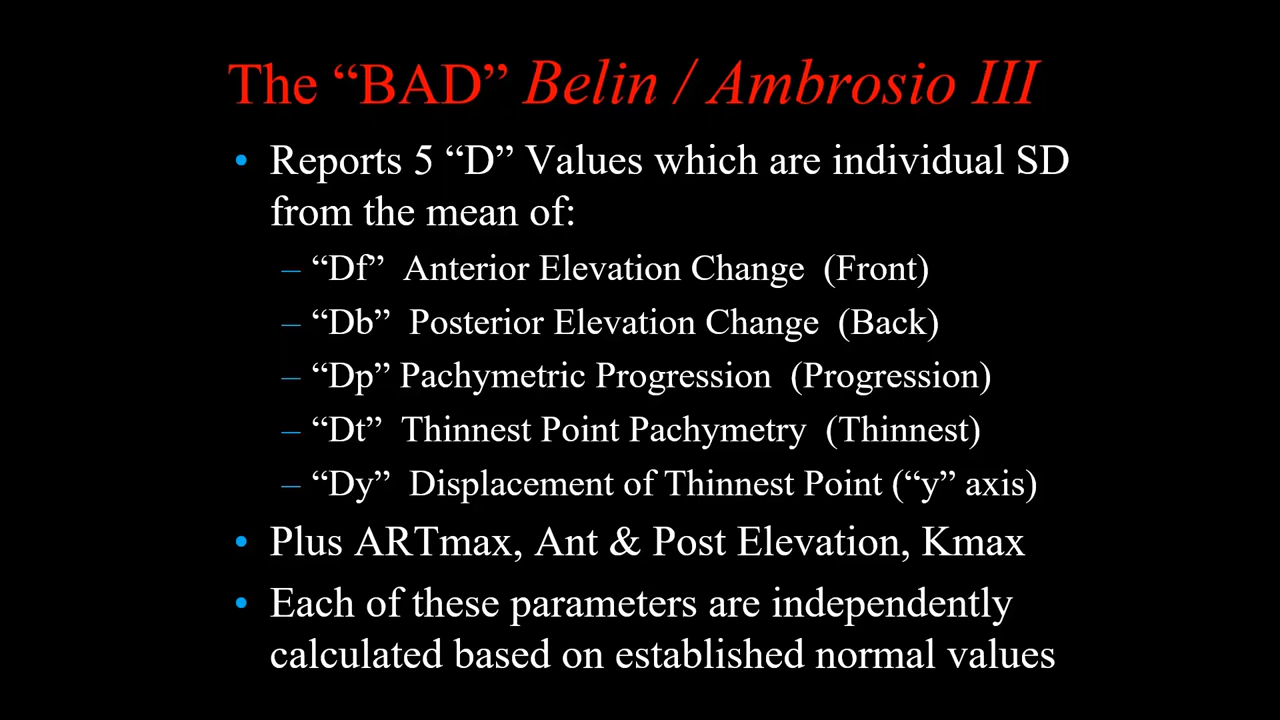 The “BAD” Belin / Ambrosio III
• Reports 5 “D” Values which are individual SD
from the mean of:
– “Df” Anterior Elevation Change (Front)
– “Db” Posterior Elevation Change (Back)
– “Dp” Pachymetric Progression (Progression)
– “Dt” Thinnest Point Pachymetry (Thinnest)
– “Dy” Displacement of Thinnest Point (“y” axis)
• Plus ARTmax, Ant & Post Elevation, Kmax
• Each of these parameters are independently
calculated based on established normal values